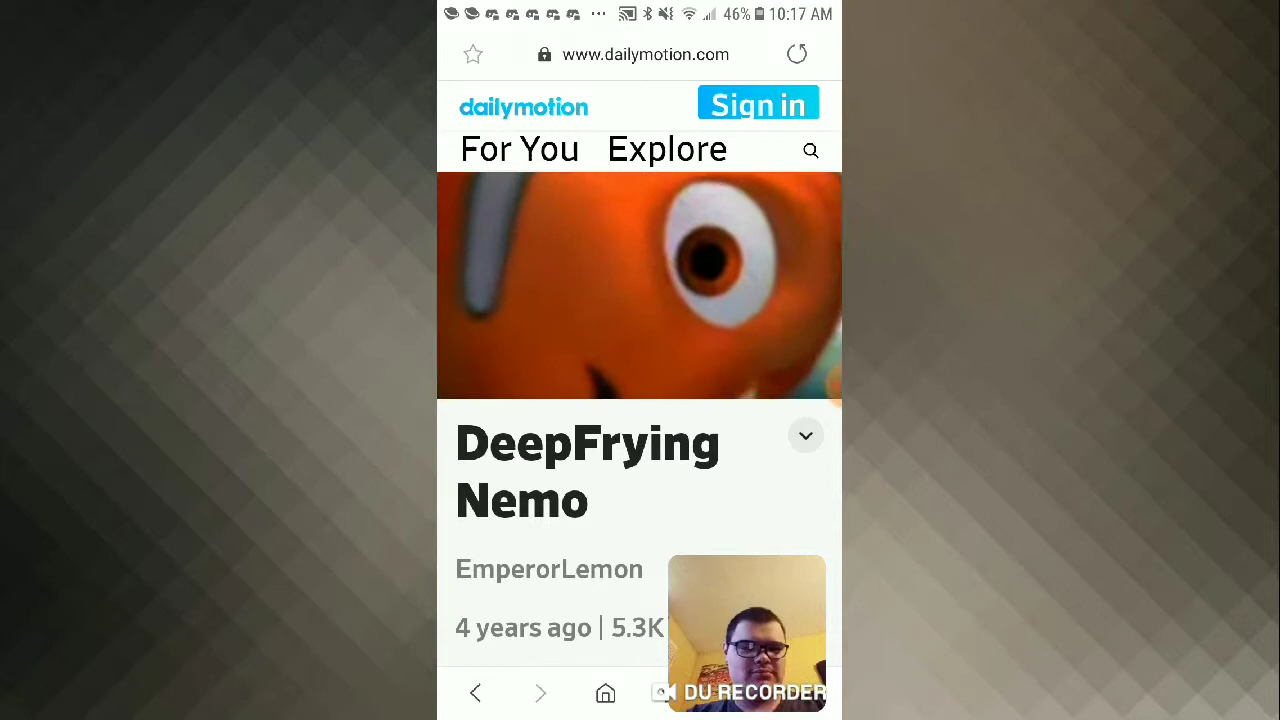 46% 10:17 AM
www.dailymotion.com
dailymotion
Sign in
For You Explore
DeepFrying
Nemo
EmperorLemon
4 years ago | 5.3K
DU RECORDER